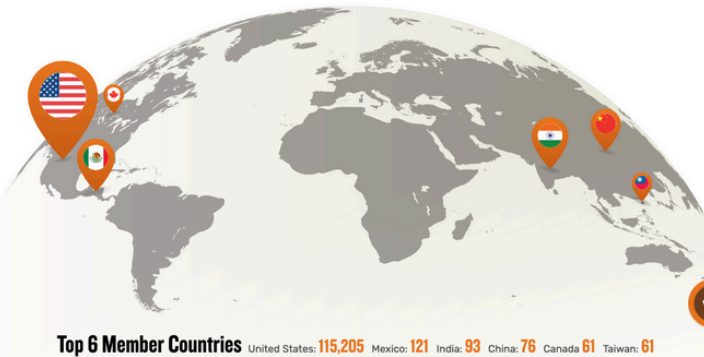 Top 6 Member Countries United States: 115,205 Mexico: 121 India: 93 China: 76 Canada 61 Taiwan: 61